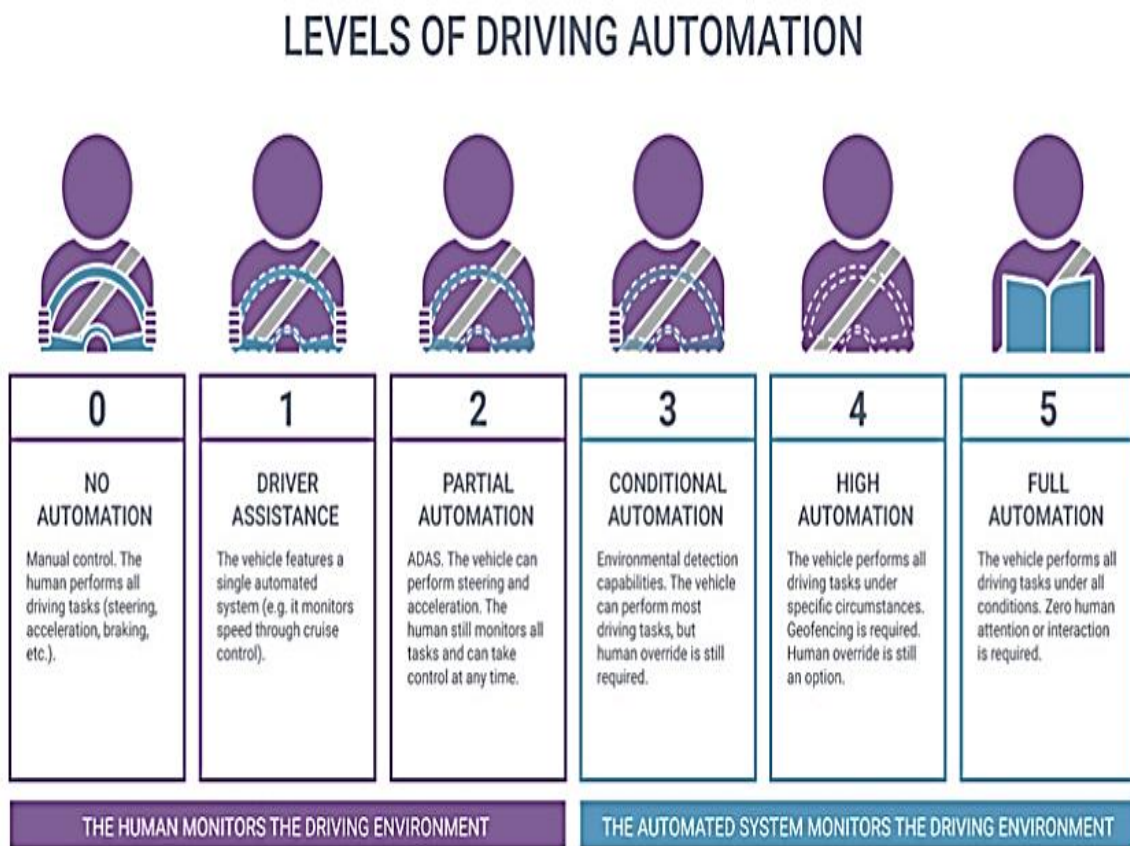 LEVELS OF DRIVING AUTOMATION
0
NO
AUTOMATION
Manual control. The
human performs all
driving tasks (steering,
acceleration, braking,
etc.).
1
DRIVER
ASSISTANCE
The vehicle features a
single automated
system (e.g. it monitors
speed through cruise
control).
2
PARTIAL
AUTOMATION
ADAS. The vehicle can
perform steering and
acceleration. The
human still monitors all
tasks and can take
control at any time.
3
CONDITIONAL
AUTOMATION
Environmental detection
capabilities. The vehicle
can perform most
driving tasks, but
human override is still
required.
4
HIGH
AUTOMATION
The vehicle performs all
driving tasks under
specific circumstances.
Geofencing is required.
Human override is still
an option.
5
FULL
AUTOMATION
The vehicle performs all
driving tasks under all
conditions. Zero human
attention or interaction
is required.
THE HUMAN MONITORS THE DRIVING ENVIRONMENT
THE AUTOMATED SYSTEM MONITORS THE DRIVING ENVIRONMENT